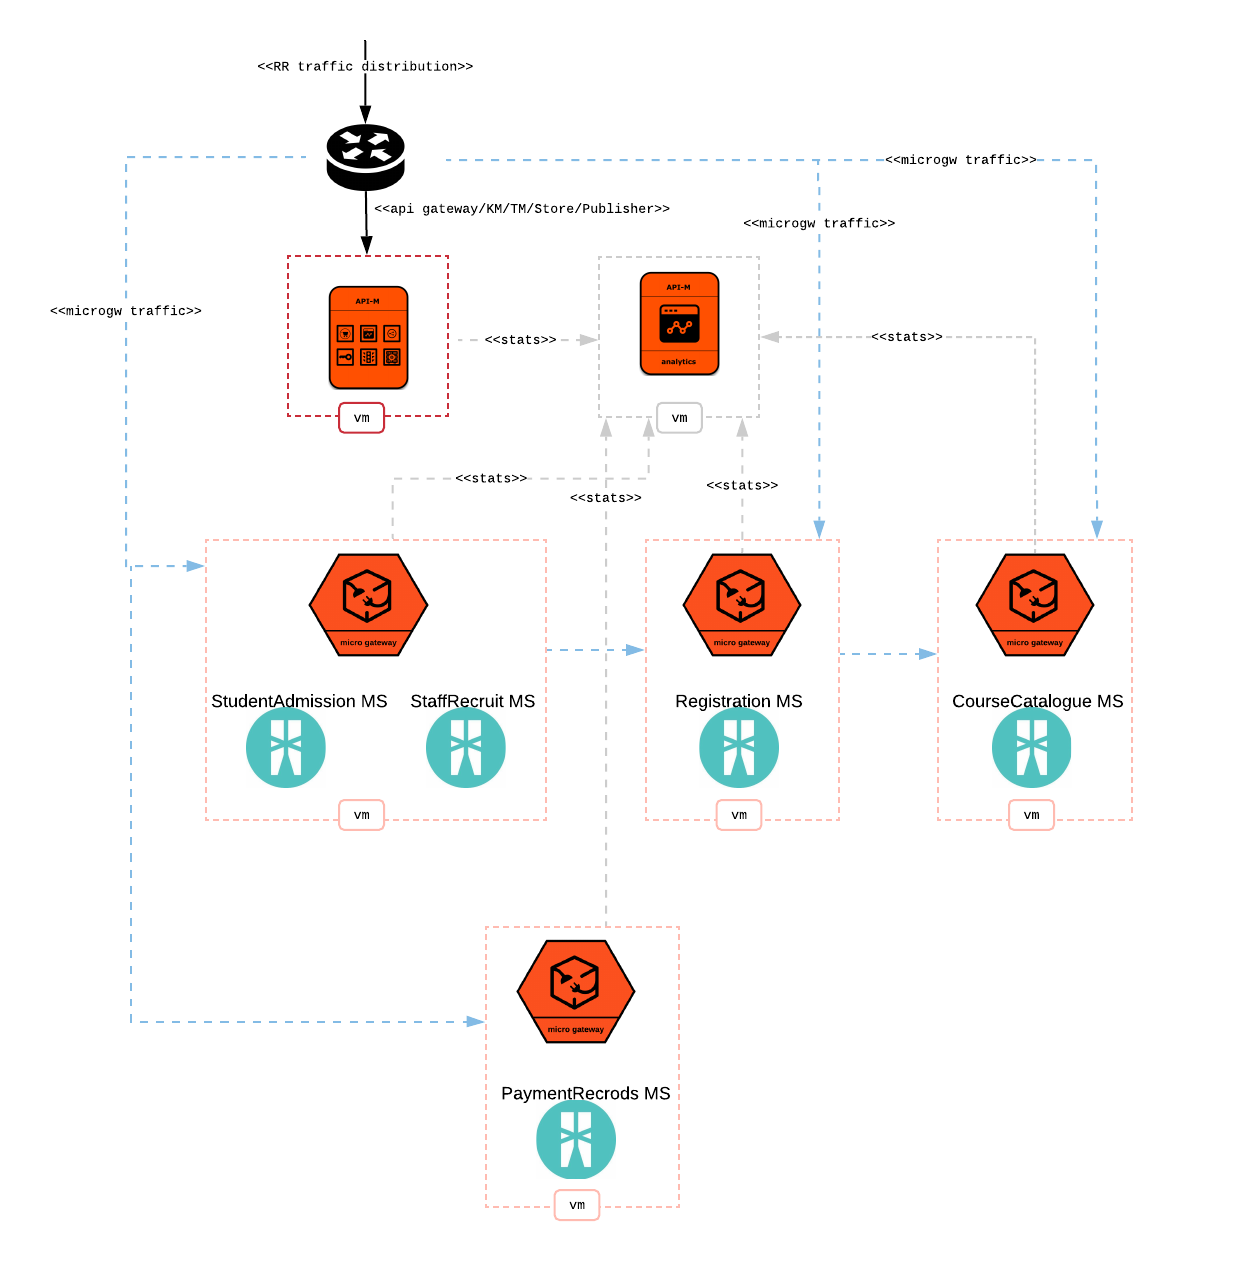 <<RR traffic distribution>>
<<microgw traffic>>
<<api gateway/KM/TM/Store/Publisher>>
<<microgw traffic>>
<<microgw traffic>>
API-M
API-M
<<stats>>
<<stats>>
analytics
vm
vm
<<stats>>
<<stats>>
<<stats>>
micro gateway
micro gateway
micro gateway
StudentAdmission MS
StaffRecruit MS
Registration MS
CourseCatalogue MS
vm
vm
vm
micro gateway
PaymentRecrods MS
vm